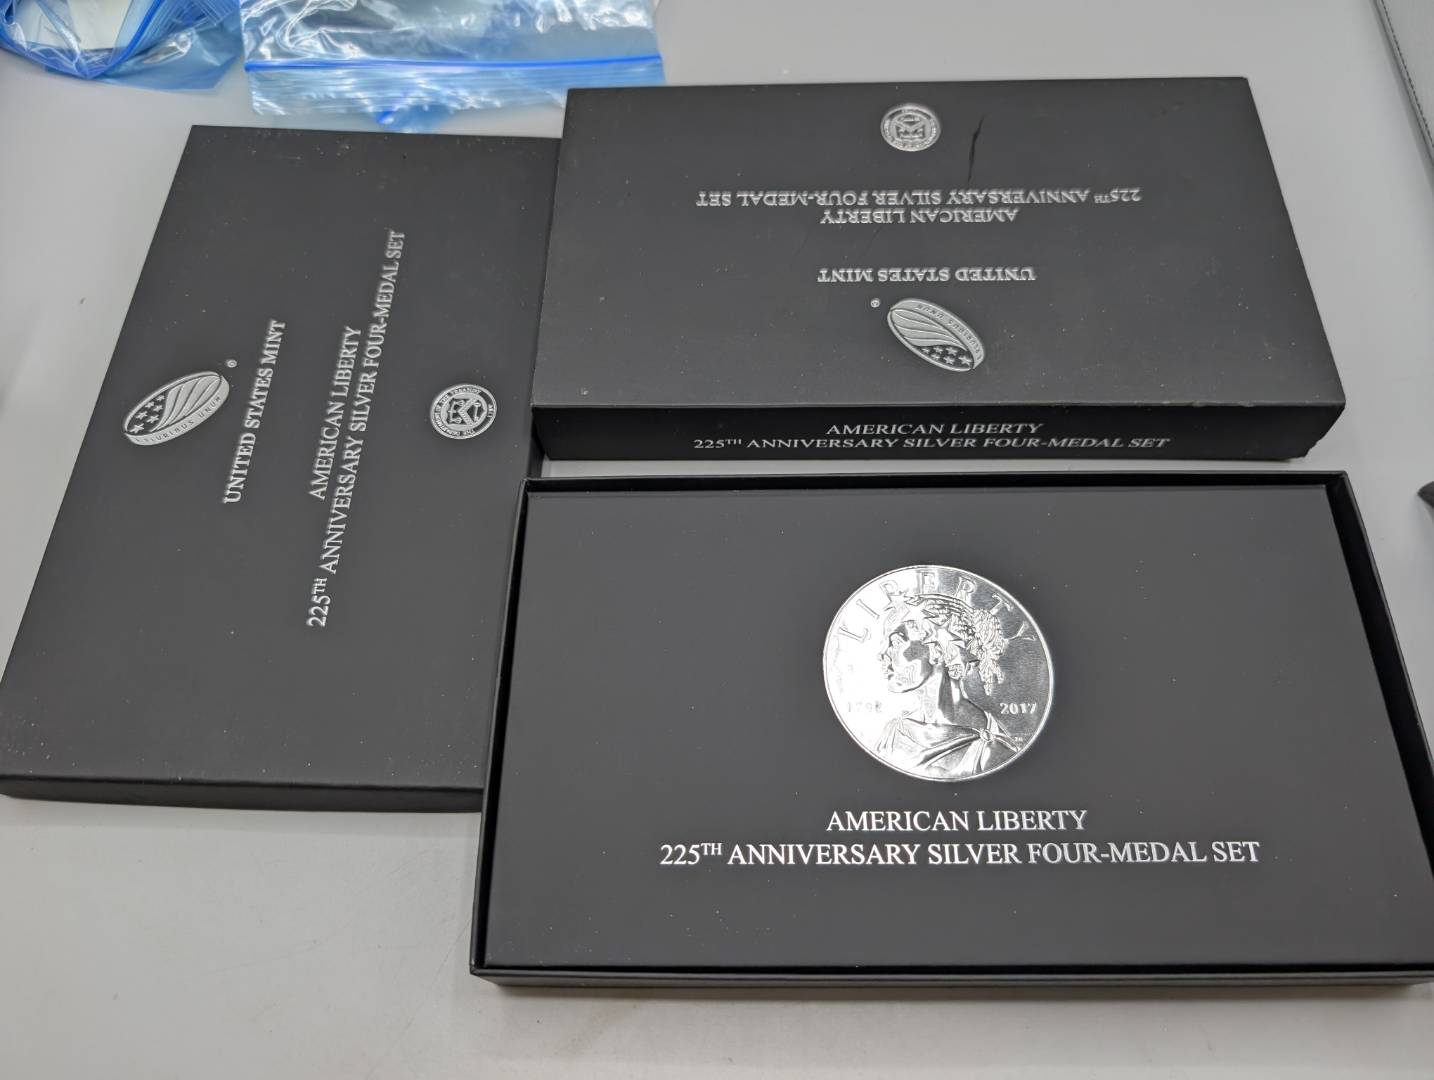 UNITED STATES MINT
AMERICAN LIBERTY
225TH ANNIVERSARY SILVER FOUR-MEDAL SET
PLURIBUS UNUM
UNITED STATES MINT
AMERICAN LIBERTY
225TH ANNIVERSARY SILVER FOUR-MEDAL SET
AMERICAN LIBERTY
225TH ANNIVERSARY SILVER FOUR-MEDAL SET
LIBERTY
2017
AMERICAN LIBERTY
225TH ANNIVERSARY SILVER FOUR-MEDAL SET